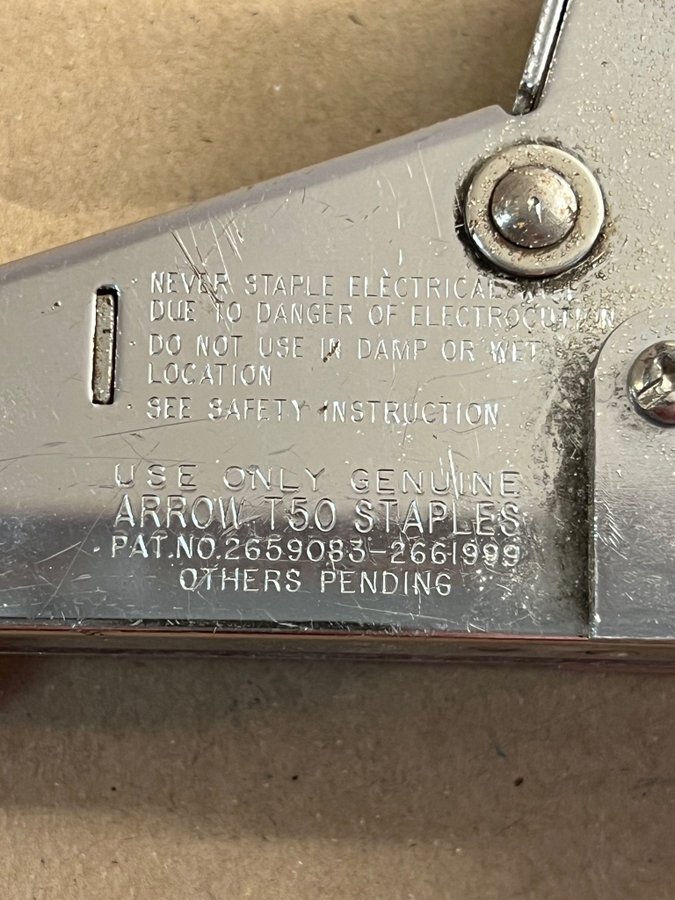 NEVER STAPLE ELECTRICAL
DUE TO DANGER OF ELECTROCUTION
DO NOT USE IN DAMP OR WET
LOCATION
SEE SAFETY INSTRUCTION
USE ONLY GENUINE
ARROW T50 STAPLES
PAT.NO.2659083-2661999
OTHERS PENDING